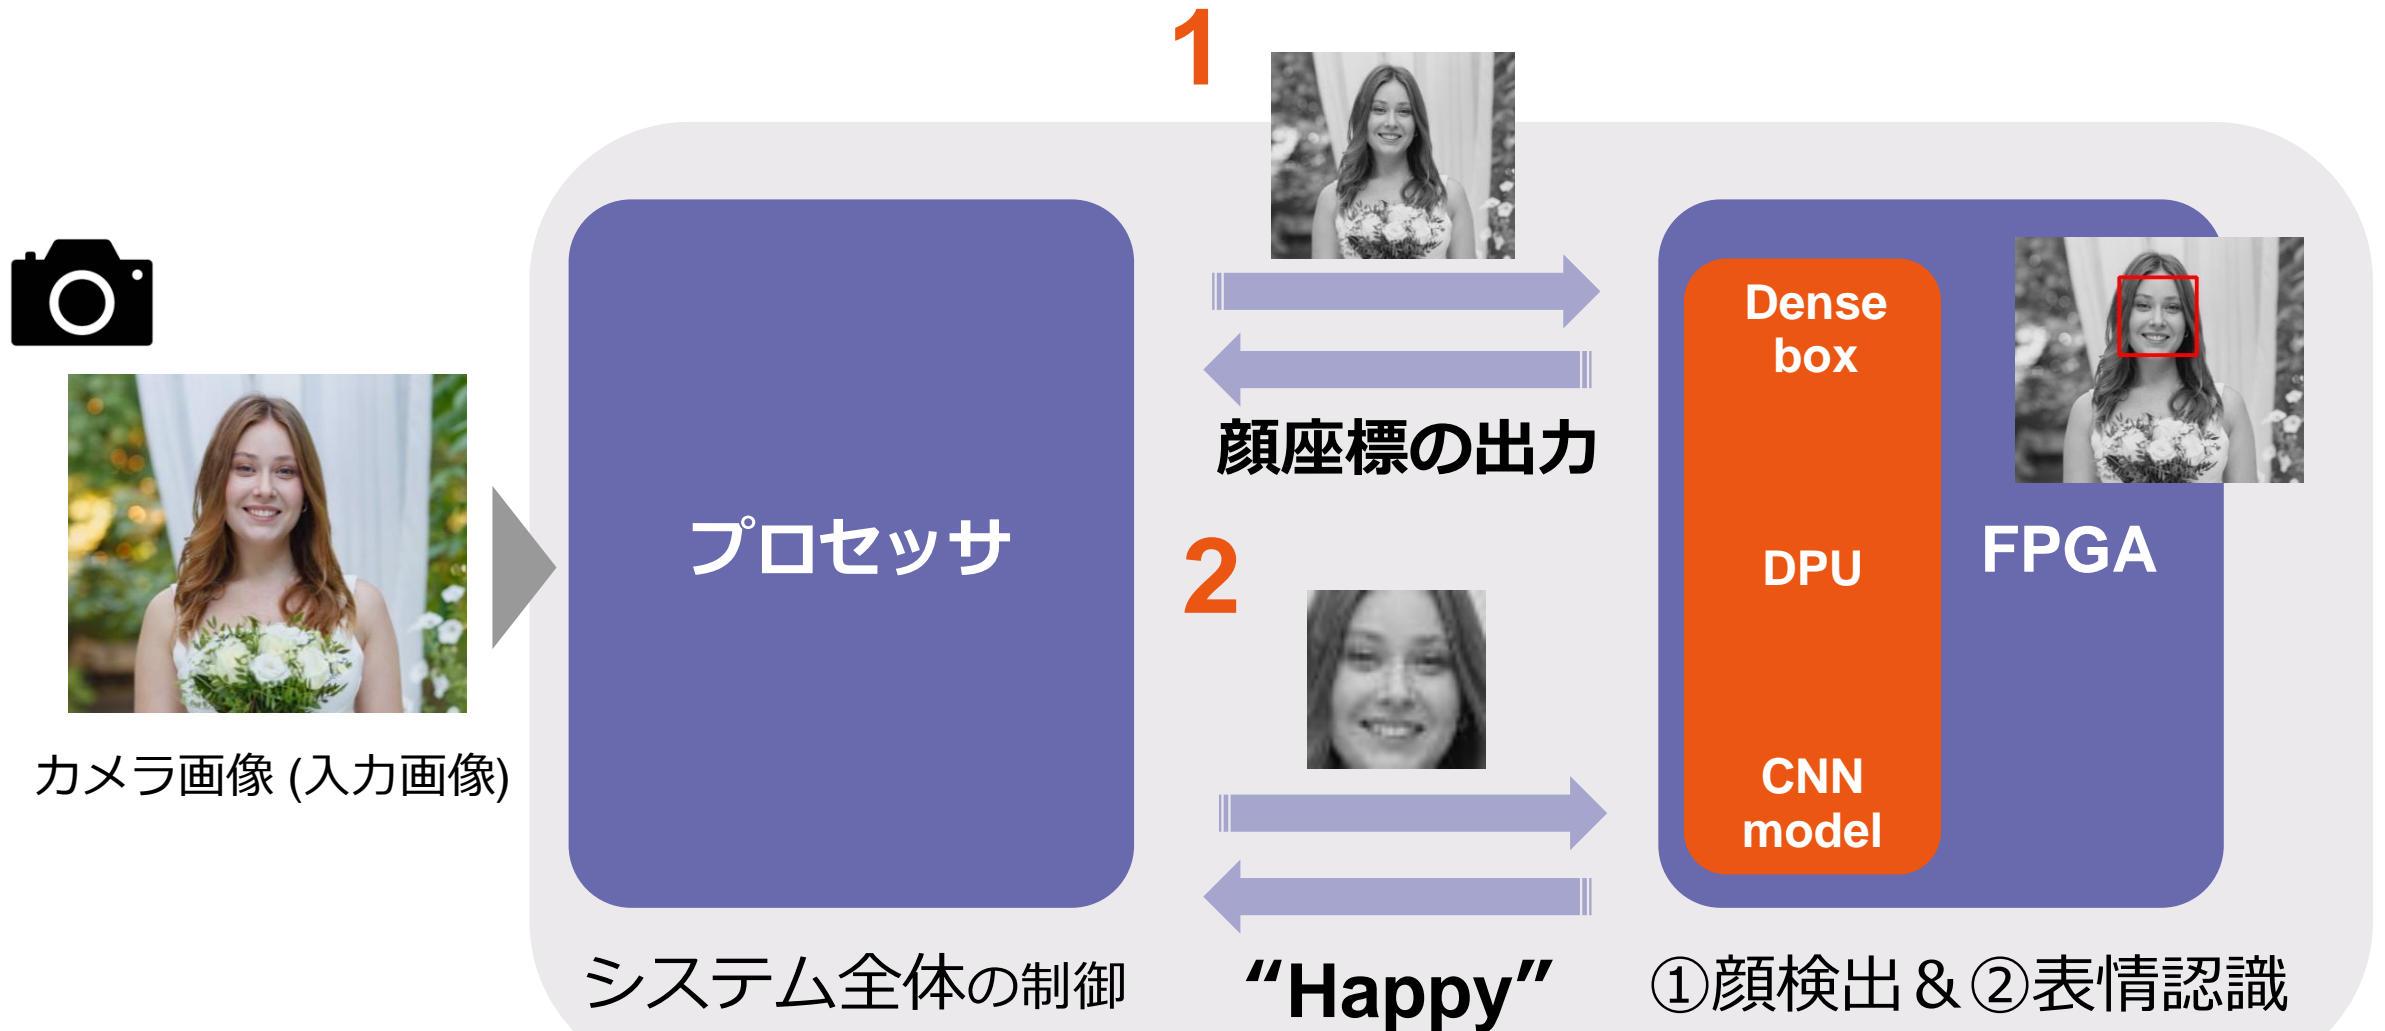 1
Dense
box
顔座標の出力
プロセッサ
2
DPU
FPGA
カメラ画像 (入力画像)
CNN
model
システム全体の制御
“Happy”
①顔検出＆②表情認識